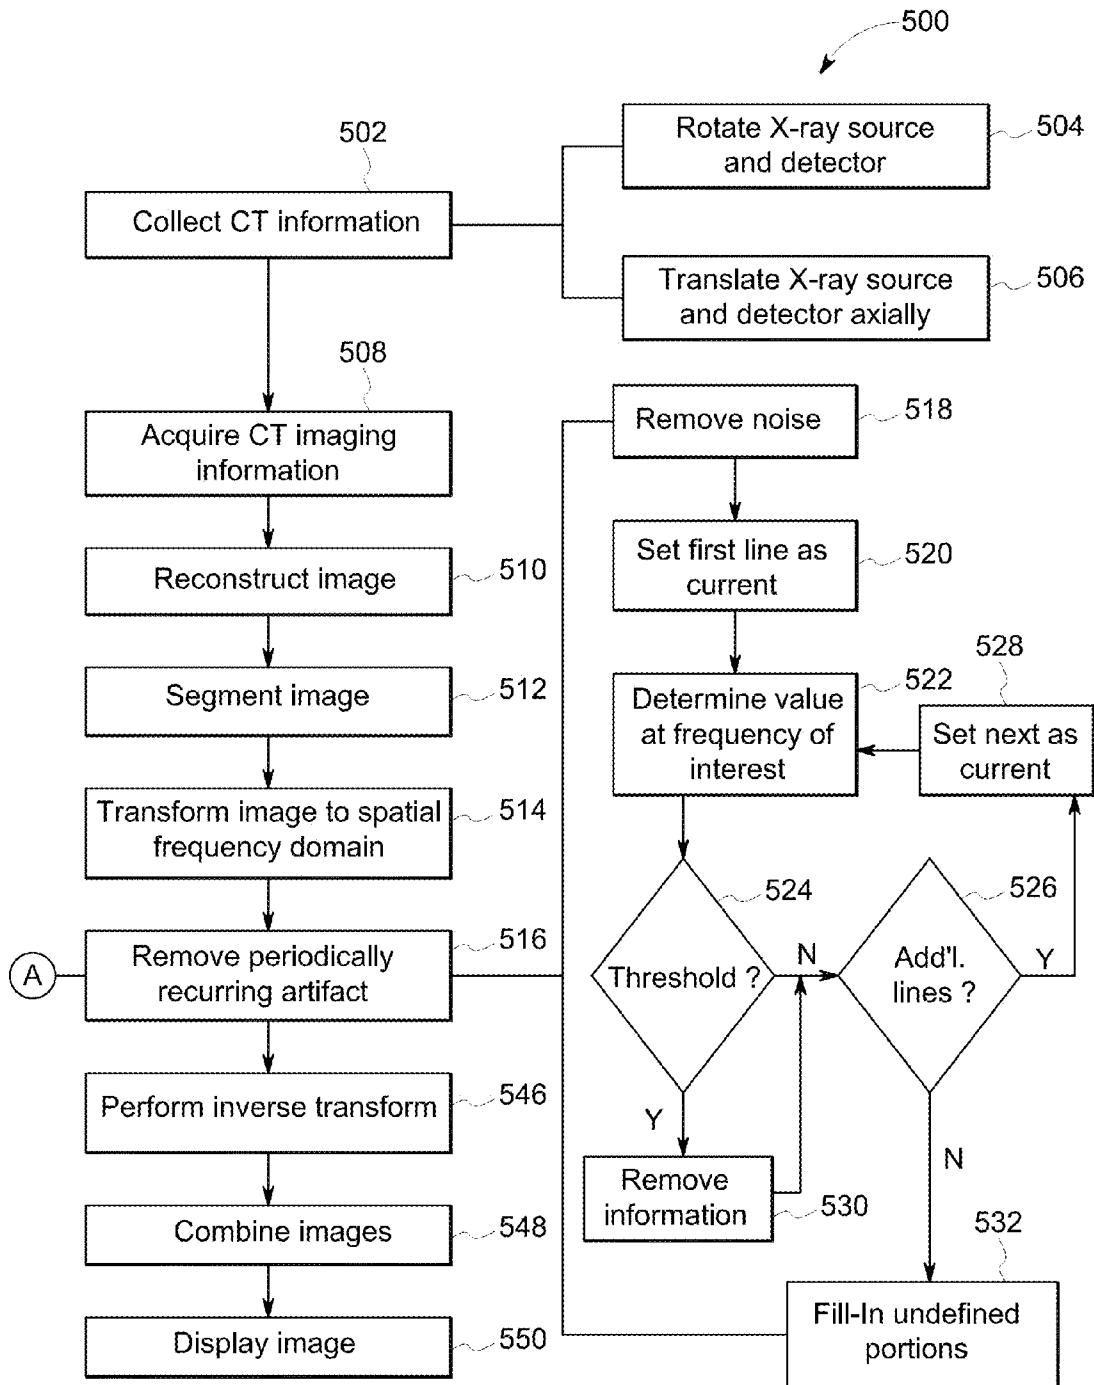 500
502
Collect CT information
Rotate X-ray source
and detector
504
Translate X-ray source
and detector axially
506
508
Acquire CT imaging
information
Reconstruct image
510
Segment image
512
Transform image to spatial
frequency domain
514
A
Remove periodically
recurring artifact
516
Perform inverse transform
546
Combine images
548
Display image
550
Remove noise
518
Set first line as
current
520
Determine value
at frequency of
interest
522
528
Set next as
current
Threshold ?
524
N
Y
Remove
information
530
Add'l.
lines ?
526
Y
N
532
Fill-In undefined
portions